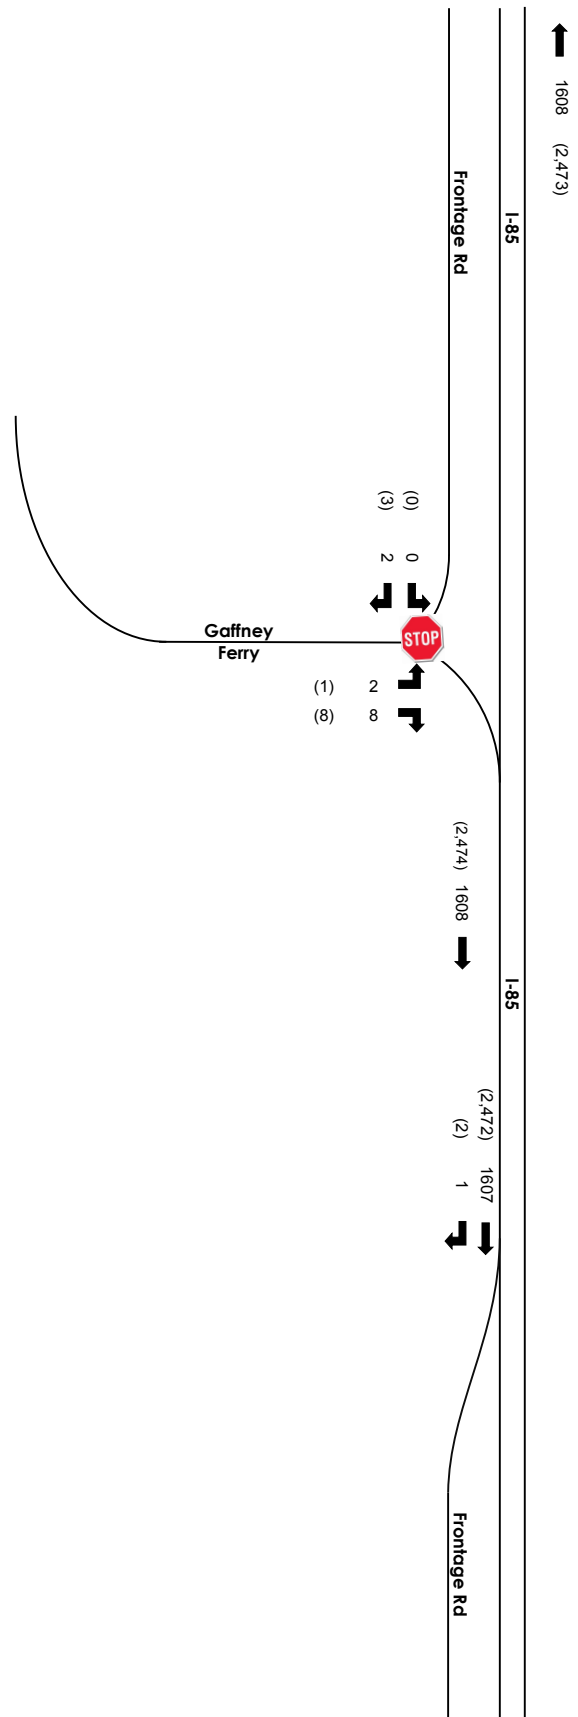 1608 (2,473)
Frontage Rd
I-85
(0) 0
(3) 2
STOP
Gaffney
Ferry
(1) 2
(8) 8
(2,474) 1608
I-85
(2,472) 1607
(2) 1
Frontage Rd